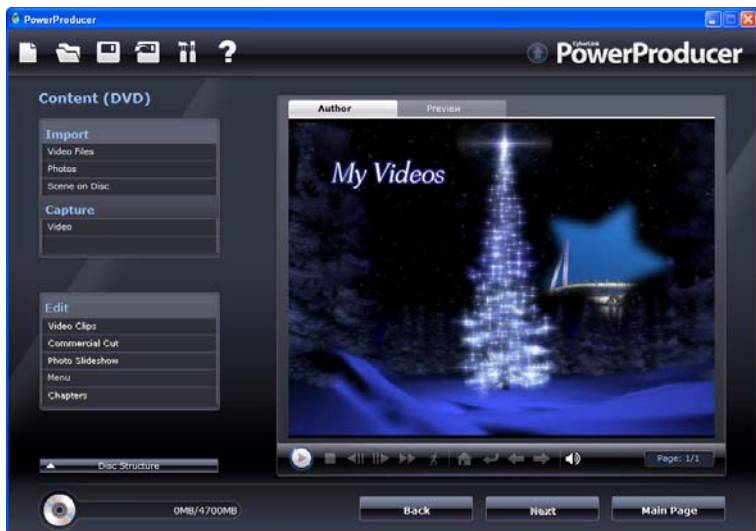 PowerProducer
?
CyberLink
PowerProducer
Content (DVD)
Import
Video Files
Photos
Scene on Disc
Capture
Video
Edit
Video Clips
Commercial Cut
Photo Slideshow
Menu
Chapters
Disc Structure
0MB/4700MB
Author
Preview
My Videos
Page: 1/1
Back
Next
Main Page